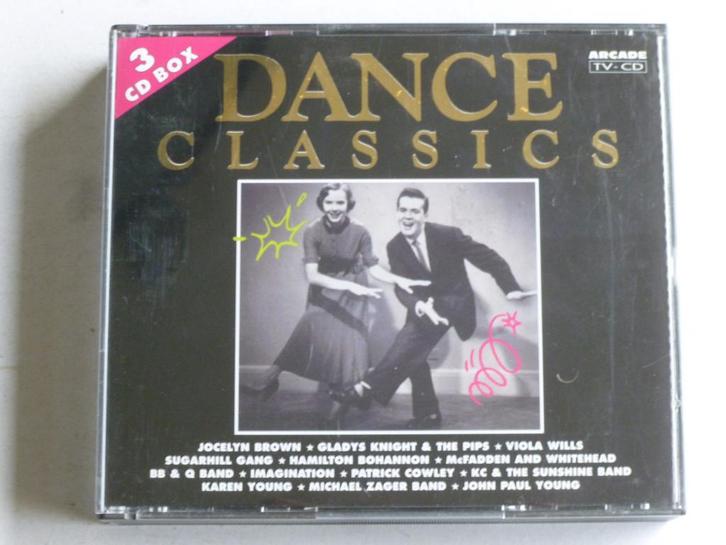 3
CD BOX
DANCE
CLASSICS
ARCADE
TV-CD
JOCELYN BROWN ★ GLADYS KNIGHT & THE PIPS ★ VIOLA WILLS
SUGARHILL GANG ★ HAMILTON BOHANNON ★ McFADDEN AND WHITEHEAD
BB & Q BAND ★ IMAGINATION ★ PATRICK COWLEY ★ KC & THE SUNSHINE BAND
KAREN YOUNG ★ MICHAEL ZAGER BAND ★ JOHN PAUL YOUNG